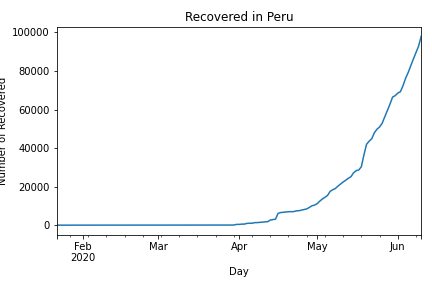 Recovered in Peru
Number of Recovered
100000
80000
60000
40000
20000
0
Feb
2020
Mar
Apr
May
Jun
Day